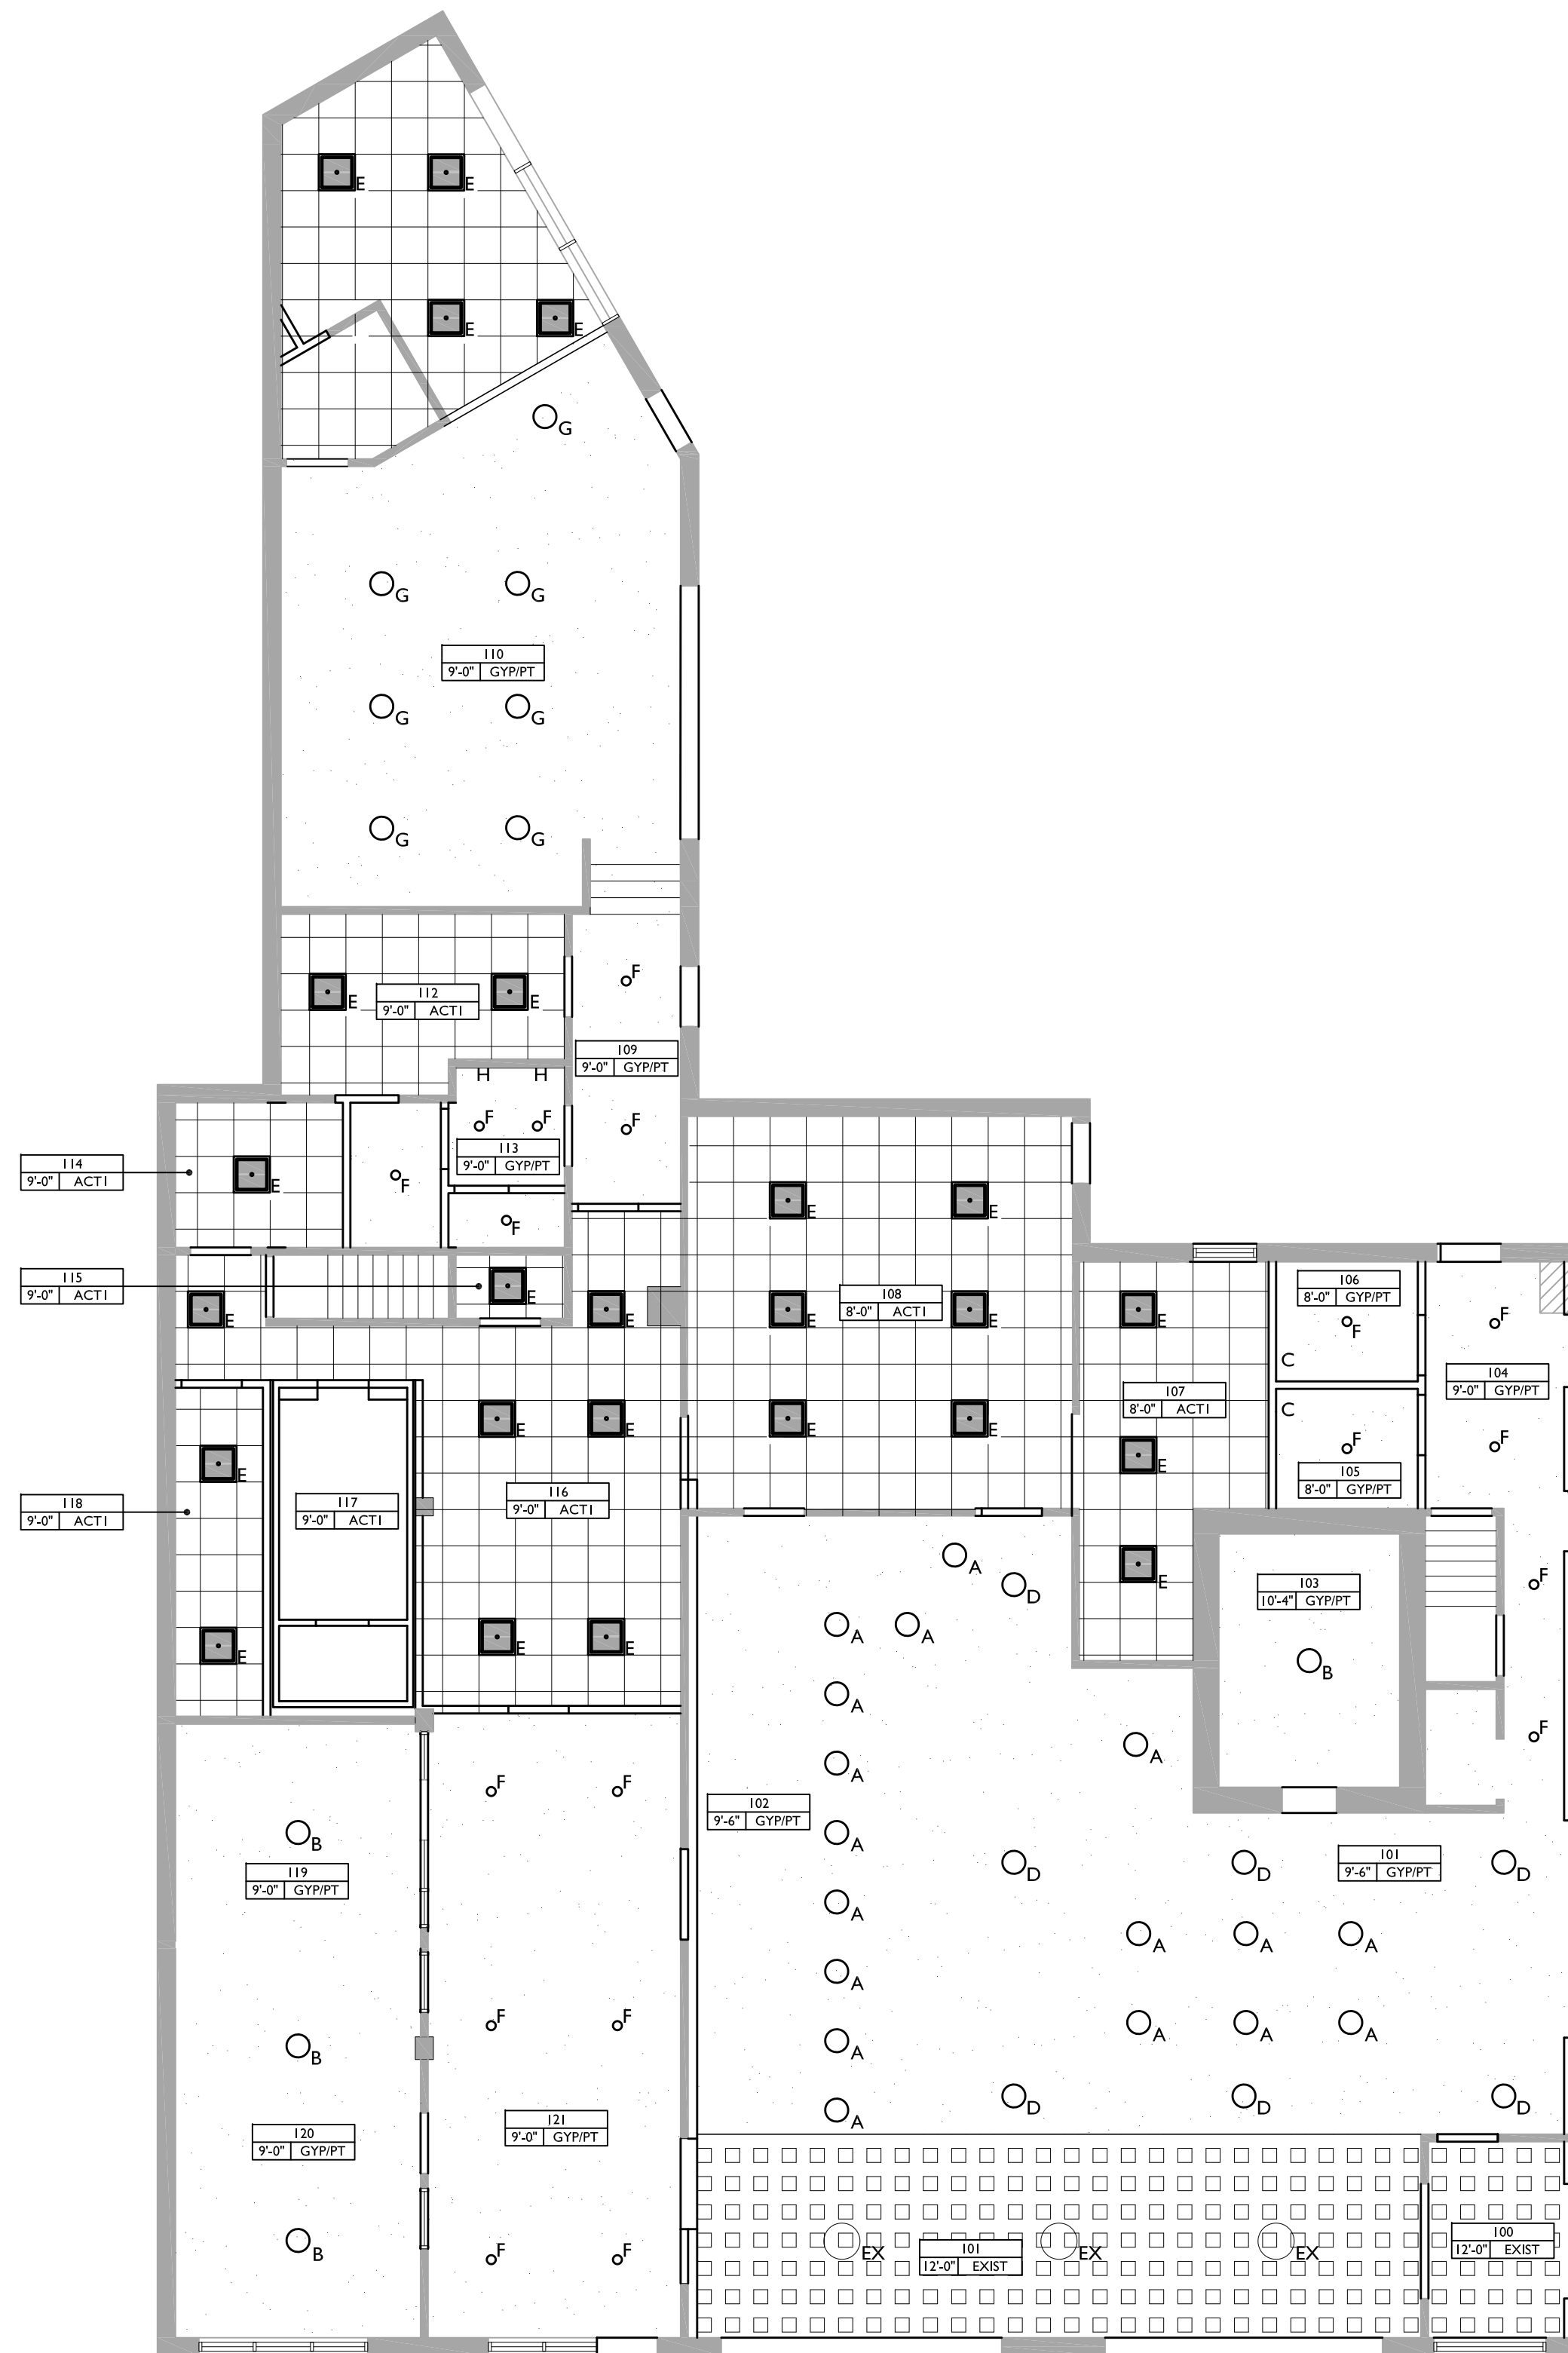 E E
E E
G
G G
110
9'-0" GYP/PT
G G
G G
F
112
9'-0" ACT1
E E
109
9'-0" GYP/PT
H H
F F F
113
9'-0" GYP/PT
114
9'-0" ACT1
E F
E E
F
115
9'-0" ACT1
E
106
8'-0" GYP/PT
108
8'-0" ACT1
E E E E E
F F
C
104
9'-0" GYP/PT
107
8'-0" ACT1
C
E E E E
F F
E E
105
8'-0" GYP/PT
116
9'-0" ACT1
118
9'-0" ACT1
117
9'-0" ACT1
A E
D F
103
10'-4" GYP/PT
A A
E E E
B
A
F
A
A
F F
102
9'-6" GYP/PT
B A
101
9'-6" GYP/PT
119
9'-0" GYP/PT
D D D
A
A A A
A
F F
A A A
B A
D D D
A
121
9'-0" GYP/PT
120
9'-0" GYP/PT
B F F
EX EX EX
101
12'-0" EXIST
100
12'-0" EXIST